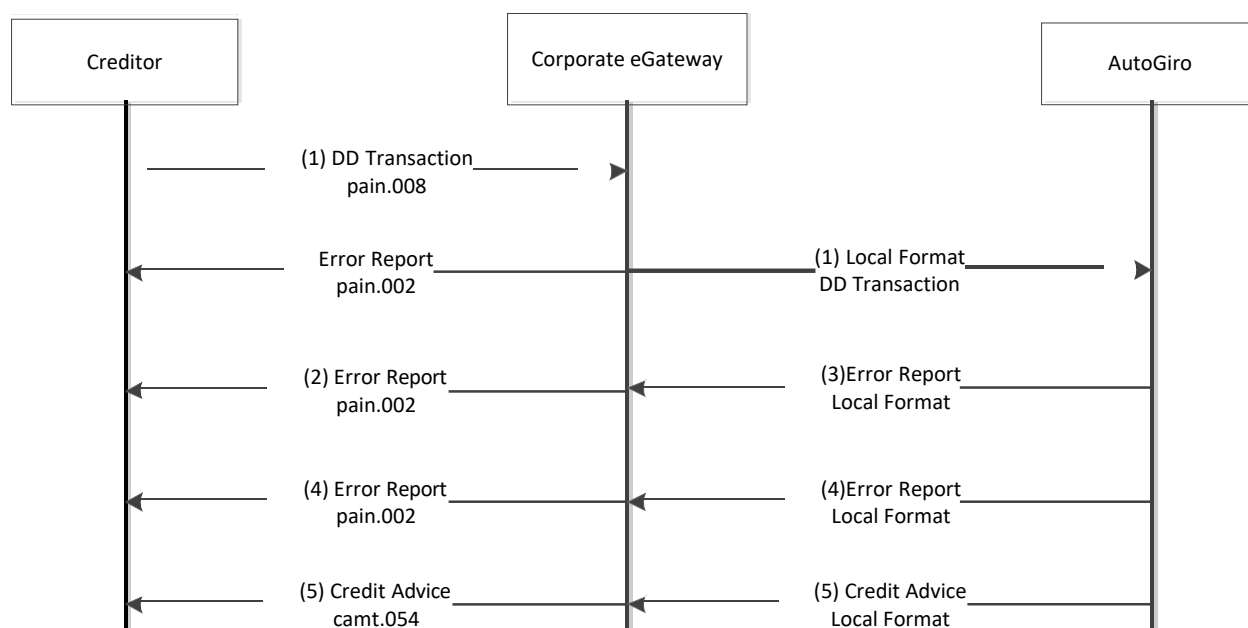 Creditor
Corporate eGateway
AutoGiro
(1) DD Transaction
pain.008
Error Report
pain.002
(1) Local Format
DD Transaction
(2) Error Report
pain.002
(3)Error Report
Local Format
(4) Error Report
pain.002
(4)Error Report
Local Format
(5) Credit Advice
camt.054
(5) Credit Advice
Local Format